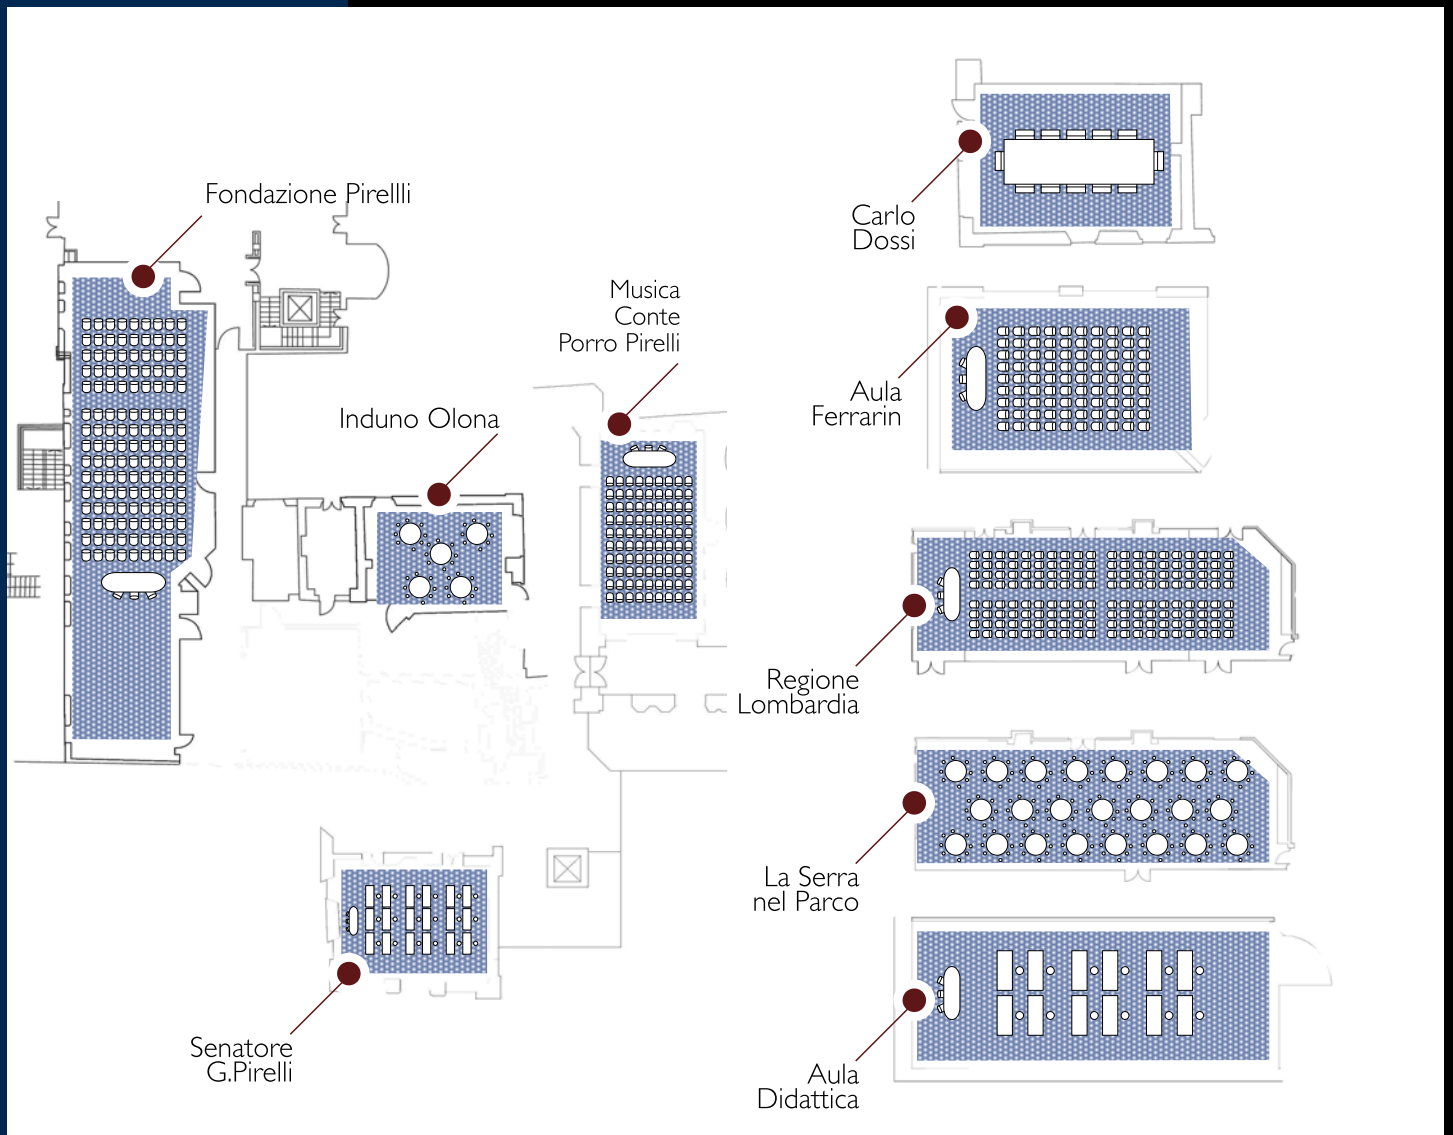 Fondazione Pirellli
Induno Olona
Musica
Conte
Porro Pirelli
Senatore
G.Pirelli
Carlo
Dossi
Aula
Ferrarin
Regione
Lombardia
La Serra
nel Parco
Aula
Didattica